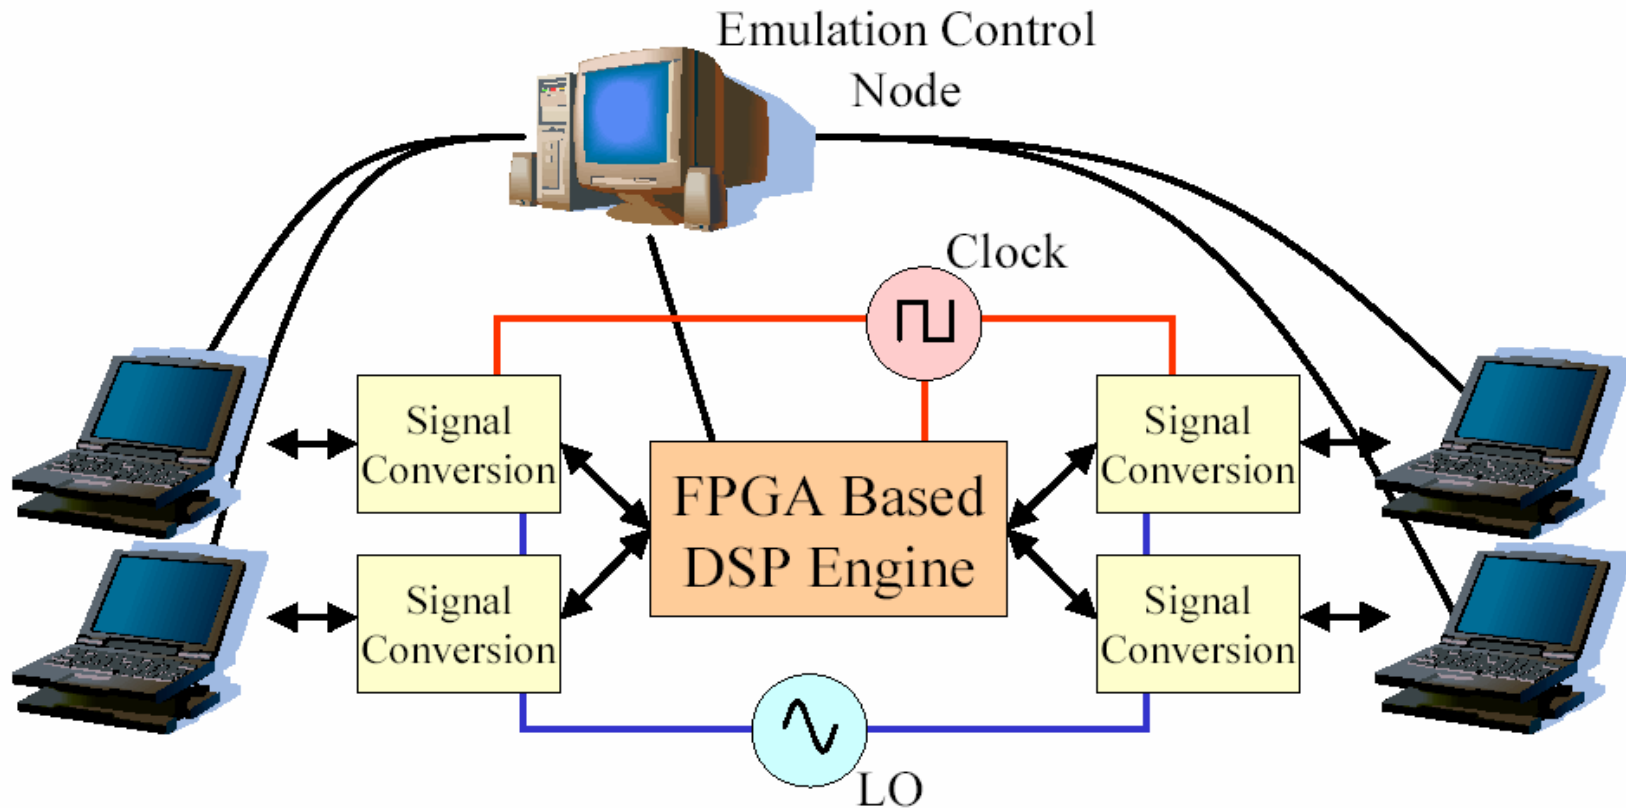 Emulation Control
Node
Clock
Signal
Conversion
Signal
Conversion
FPGA Based
DSP Engine
Signal
Conversion
Signal
Conversion
LO